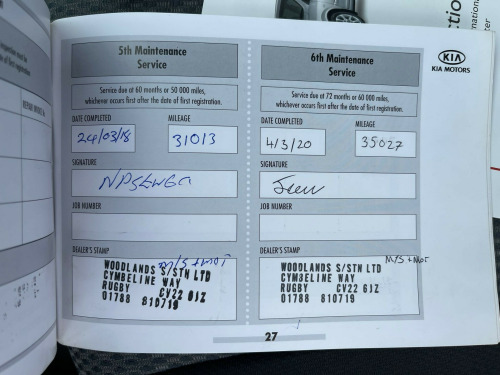 5th Maintenance
Service
Service due at 60 months or 50 000 miles,
whichever occurs first after the date of first registration.
DATE COMPLETED MILEAGE
24/03/18 31013
SIGNATURE
JOB NUMBER
DEALER'S STAMP
M/S + MOT
WOODLANDS S/STN LTD
CYMBELINE WAY
RUGBY CV22 6JZ
01788 810719
6th Maintenance
Service
Service due at 72 months or 60 000 miles,
whichever occurs first after the date of first registration.
DATE COMPLETED MILEAGE
4/3/20 35027
SIGNATURE
JOB NUMBER
DEALER'S STAMP
M/S + MOT
WOODLANDS S/STN LTD
CYMBELINE WAY
RUGBY CV22 6JZ
01788 810719
KIA
KIA MOTORS
27